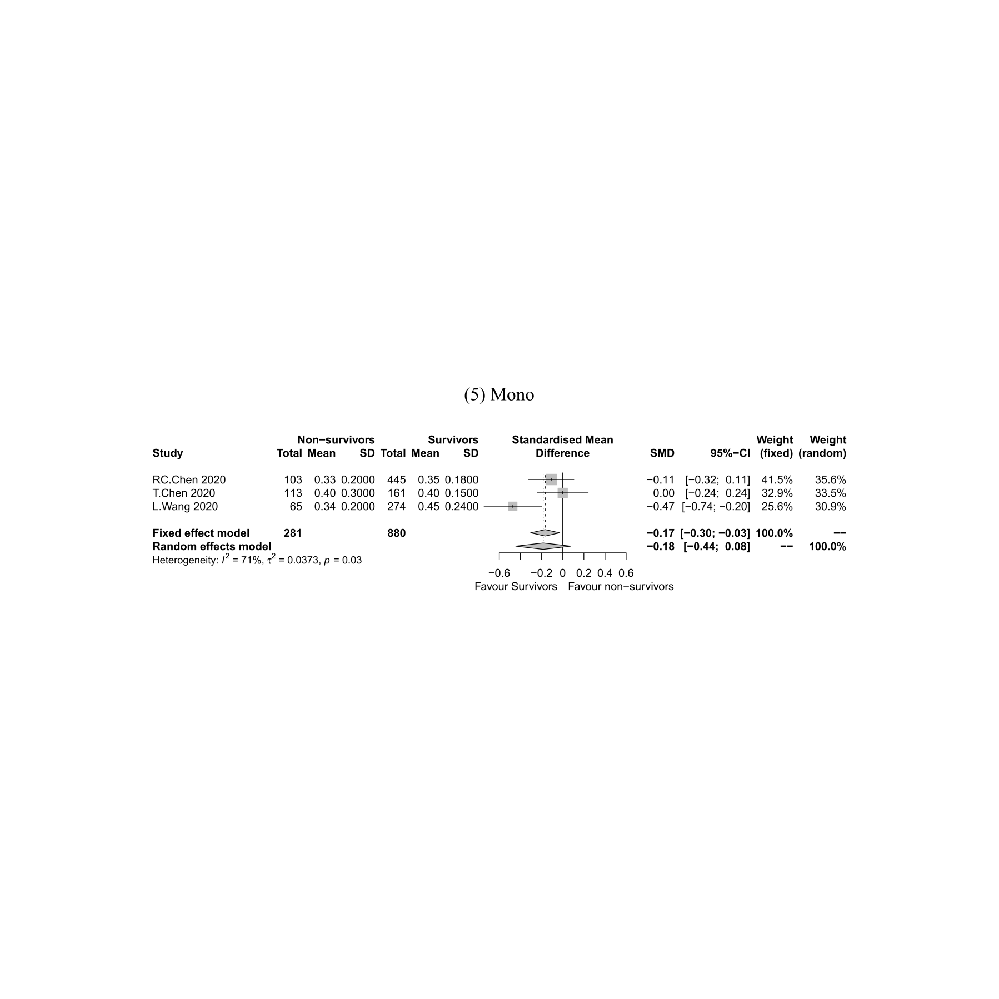 (5) Mono
Non−survivors Survivors Standardised Mean Weight Weight
Study Total Mean SD Total Mean SD Difference SMD 95%−CI (fixed) (random)
RC.Chen 2020 103 0.33 0.2000 445 0.35 0.1800 −0.11 [−0.32; 0.11] 41.5% 35.6%
T.Chen 2020 113 0.40 0.3000 161 0.40 0.1500 0.00 [−0.24; 0.24] 32.9% 33.5%
L.Wang 2020 65 0.34 0.2000 274 0.45 0.2400 −0.47 [−0.74; −0.20] 25.6% 30.9%
Fixed effect model 281 880 −0.17 [−0.30; −0.03] 100.0% −−
Random effects model −0.18 [−0.44; 0.08] −− 100.0%
Heterogeneity: I² = 71%, τ² = 0.0373, p = 0.03
−0.6 −0.2 0 0.2 0.4 0.6
Favour Survivors Favour non−survivors